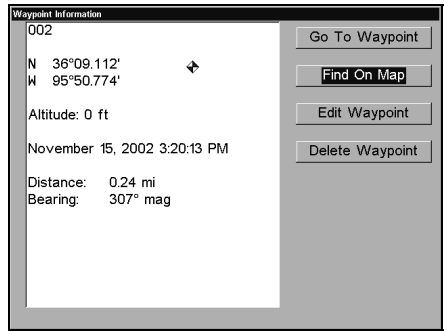 Waypoint Information
002
N 36°09.112'
W 95°50.774'
Altitude: 0 ft
November 15, 2002 3:20:13 PM
Distance: 0.24 mi
Bearing: 307° mag
Go To Waypoint
Find On Map
Edit Waypoint
Delete Waypoint